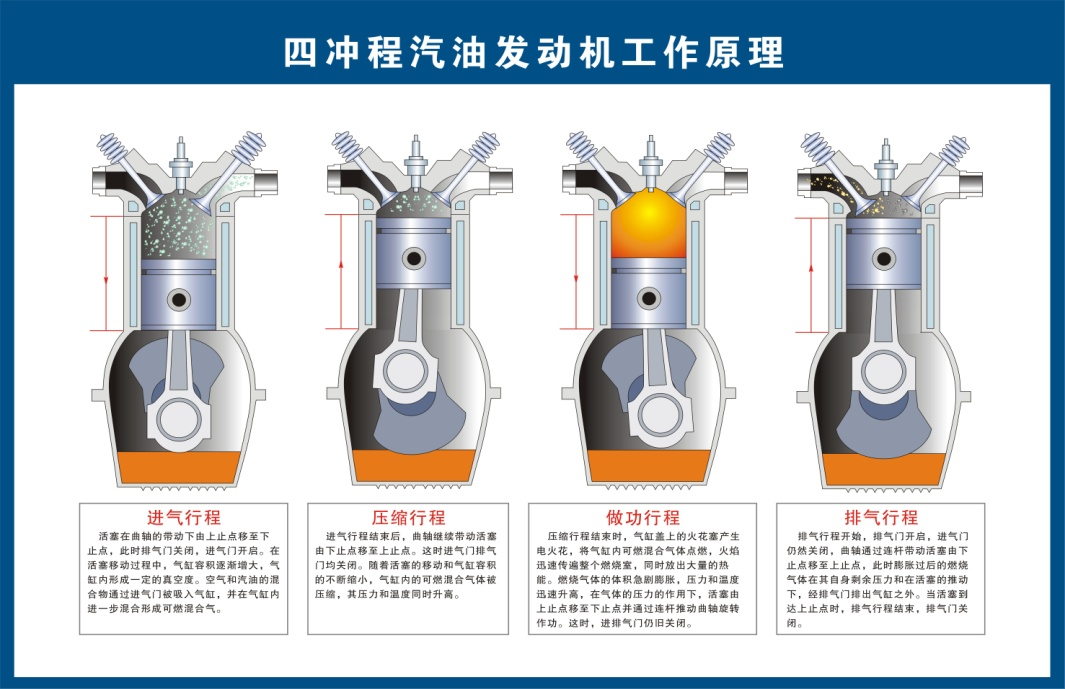 四冲程汽油发动机工作原理
进气行程
活塞在曲轴的带动下由上止点移至下
止点，此时排气门关闭，进气门开启。在
活塞移动过程中，气缸容积逐渐增大，气
缸内形成一定的真空度。空气和汽油的混
合物通过进气门被吸入气缸，并在气缸内
进一步混合形成可燃混合气。
压缩行程
进气行程结束后，曲轴继续带动活塞
由下止点移至上止点。这时进气门排气
门均关闭。随着活塞的移动和气缸容积
的不断缩小，气缸内的可燃混合气体被
压缩，其压力和温度同时升高。
做功行程
压缩行程结束时，气缸盖上的火花塞产生
电火花，将气缸内可燃混合气体点燃，火焰
迅速传遍整个燃烧室，同时放出大量的热
能。燃烧气体的体积急剧膨胀，压力和温度
迅速升高，在气体的压力的作用下，活塞由
上止点移至下止点并通过连杆推动曲轴旋转
作功。这时，进排气门仍旧关闭。
排气行程
排气行程开始，排气门开启，进气门
仍然关闭，曲轴通过连杆带动活塞由下
止点移至上止点，此时膨胀过后的燃烧
气体在其自身剩余压力和在活塞的推动
下，经排气门排出气缸之外。当活塞到
达上止点时，排气行程结束，排气门关
闭。